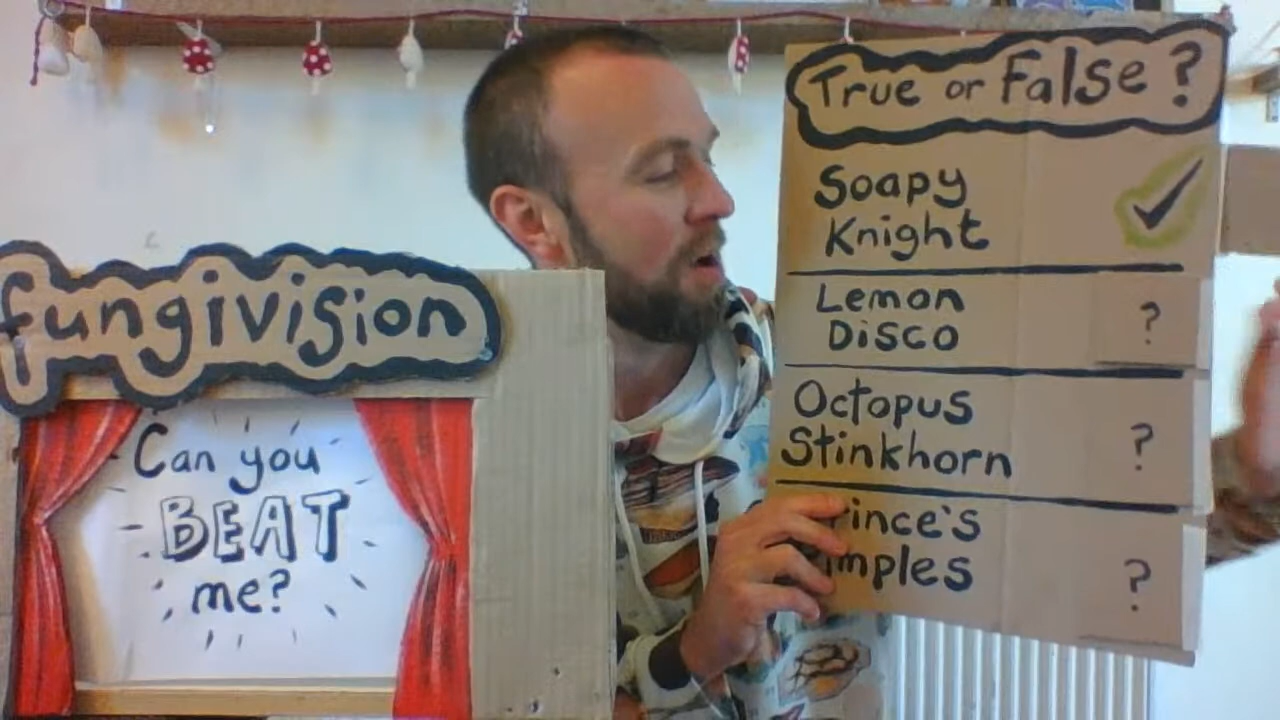 fungivision
Can you
BEAT
me?
True or False?
Soapy
Knight
Lemon
?
Disco
Octopus
?
Stinkhorn
?